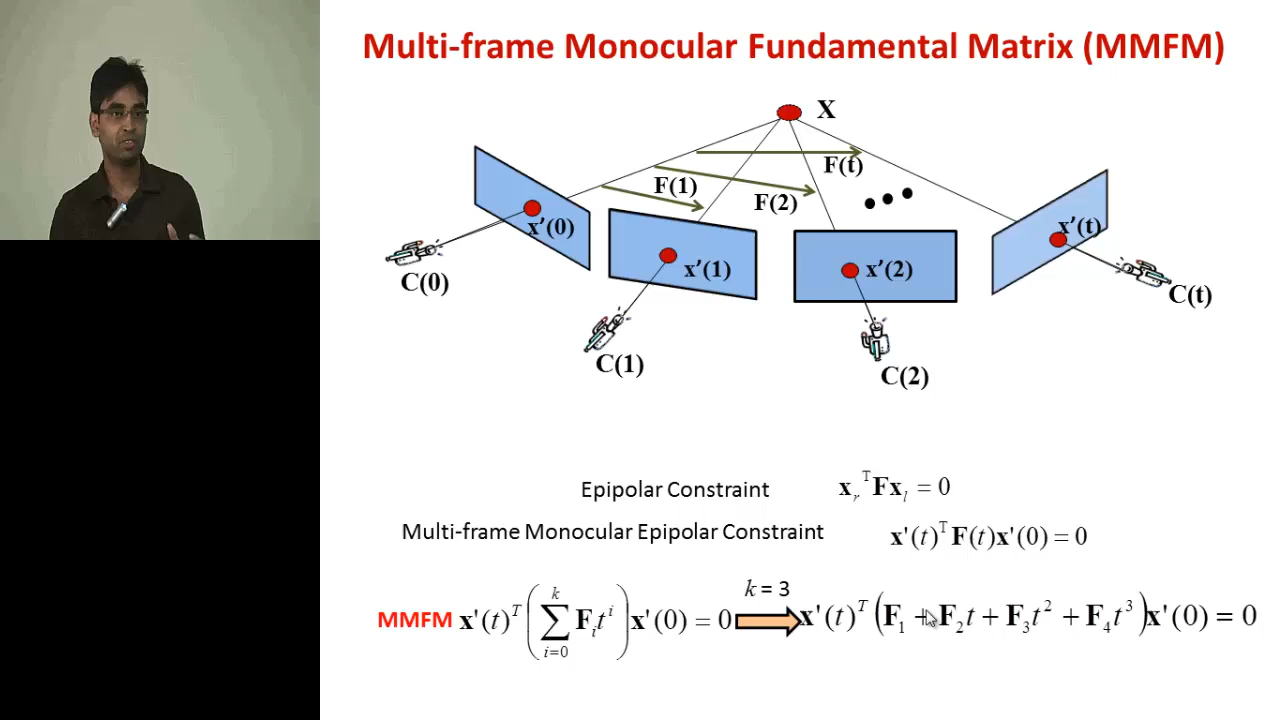 Multi-frame Monocular Fundamental Matrix (MMFM)
X
F(t)
F(1)
F(2)
x'(0)
x'(1)
x'(2)
x'(t)
C(0)
C(1)
C(2)
C(t)
Epipolar Constraint x_r^T F x_l = 0
Multi-frame Monocular Epipolar Constraint x'(t)^T F(t)x'(0) = 0
k = 3
MMFM x'(t)^T (∑_{i=0}^{k} F_i t^i) x'(0) = 0 x'(t)^T (F_1 + F_2 t + F_3 t^2 + F_4 t^3) x'(0) = 0